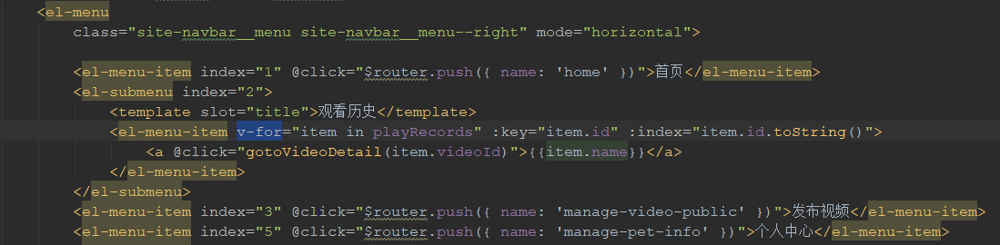 <el-menu
class="site-navbar__menu site-navbar__menu--right" mode="horizontal">
<el-menu-item index="1" @click="$router.push({ name: 'home' })">首页</el-menu-item>
<el-submenu index="2">
<template slot="title">观看历史</template>
<el-menu-item v-for="item in playRecords" :key="item.id" :index="item.id.toString()">
<a @click="gotoVideoDetail(item.videoId)">{{item.name}}</a>
</el-menu-item>
</el-submenu>
<el-menu-item index="3" @click="$router.push({ name: 'manage-video-public' })">发布视频</el-menu-item>
<el-menu-item index="5" @click="$router.push({ name: 'manage-pet-info' })">个人中心</el-menu-item>